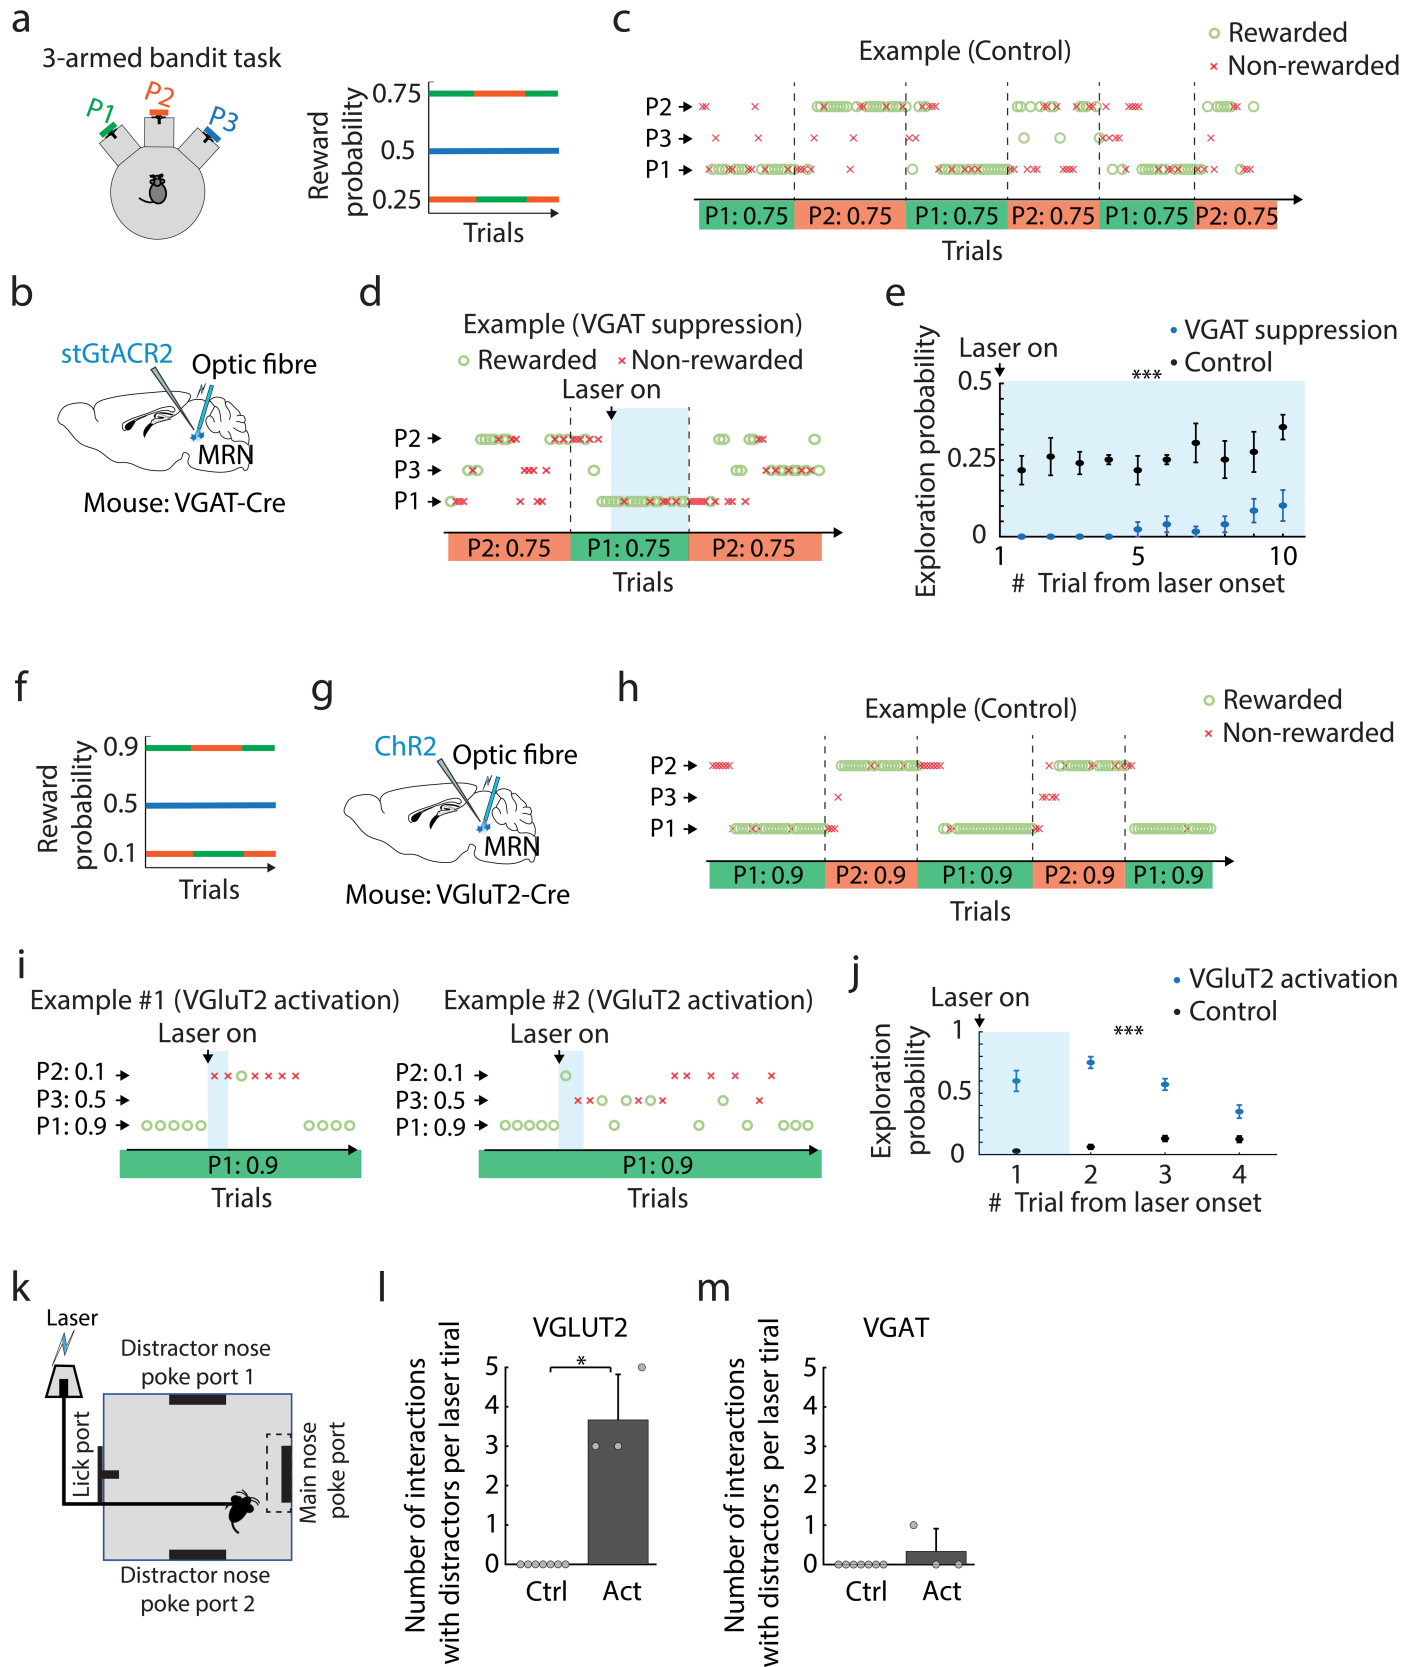 a
3-armed bandit task
P1
P2
P3
Reward
probability
0.75
0.5
0.25
Trials
c
Example (Control)
Rewarded
Non-rewarded
P2
P3
P1
P1: 0.75
P2: 0.75
P1: 0.75
P2: 0.75
P1: 0.75
P2: 0.75
Trials
b
stGtACR2
Optic fibre
MRN
Mouse: VGAT-Cre
d
Example (VGAT suppression)
Rewarded
Non-rewarded
Laser on
P2
P3
P1
P2: 0.75
P1: 0.75
P2: 0.75
Trials
e
VGAT suppression
Control
Laser on
***
Exploration probability
0.5
0.25
0
1
5
10
# Trial from laser onset
f
Reward
probability
0.9
0.5
0.1
Trials
g
ChR2
Optic fibre
MRN
Mouse: VGluT2-Cre
h
Example (Control)
Rewarded
Non-rewarded
P2
P3
P1
P1: 0.9
P2: 0.9
P1: 0.9
P2: 0.9
P1: 0.9
Trials
i
Example #1 (VGluT2 activation)
Laser on
P2: 0.1
P3: 0.5
P1: 0.9
P1: 0.9
Trials
Example #2 (VGluT2 activation)
Laser on
P2: 0.1
P3: 0.5
P1: 0.9
P1: 0.9
Trials
j
VGluT2 activation
Control
Laser on
***
Exploration
probability
1
0.5
0
1
2
3
4
# Trial from laser onset
k
Laser
Distractor nose
poke port 1
Lick port
Main nose
poke port
Distractor nose
poke port 2
l
VGLUT2
Number of interactions
with distractors per laser tiral
5
4
3
2
1
0
*
Ctrl
Act
m
VGAT
Number of interactions
with distractors per laser tiral
5
4
3
2
1
0
Ctrl
Act